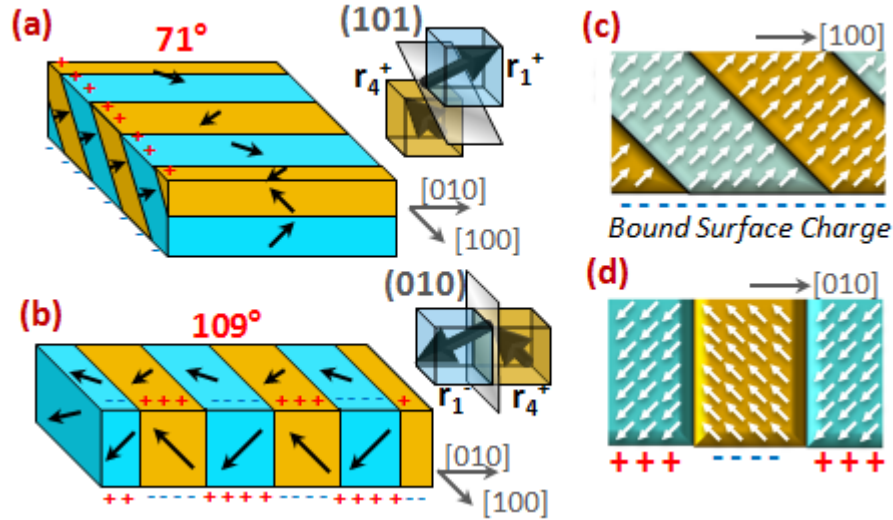 (a)
71°
(101)
r4+
r1+
+ + + + + + + +
- - - - - - - -
[010]
[100]
(b)
109°
(010)
r1-
r4+
---- +++ ---- +++ ---- +
++ ----- ++++ ----- ++++ --
[010]
[100]
(c)
[100]
- - - - - - - - - - - - - - - -
Bound Surface Charge
(d)
[010]
+++ ---- +++